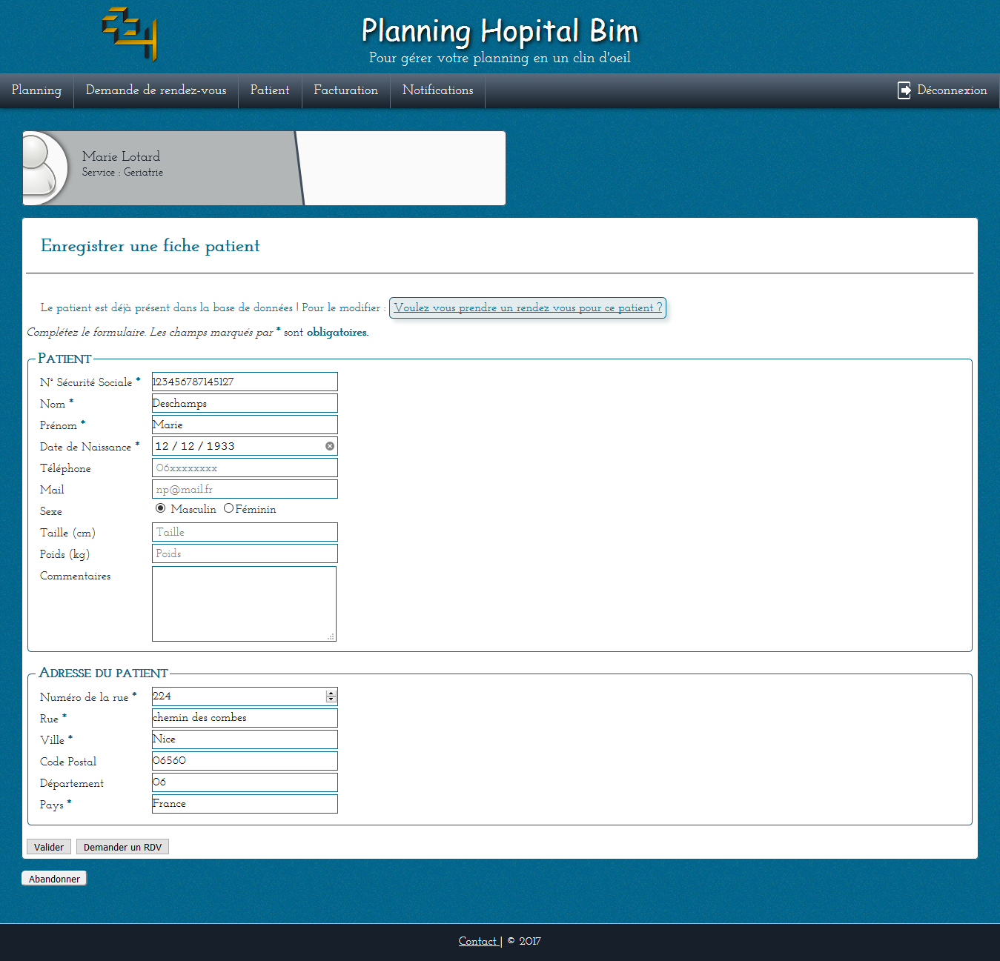 Planning Hopital Bim
Pour gérer votre planning en un clin d'oeil
Planning Demande de rendez-vous Patient Facturation Notifications Déconnexion
Marie Lotard
Service : Geriatrie
Enregistrer une fiche patient
Le patient est déjà présent dans la base de données ! Pour le modifier : Voulez vous prendre un rendez vous pour ce patient ?
Complétez le formulaire. Les champs marqués par * sont obligatoires.
Patient
N° Sécurité Sociale * 123456787145127
Nom * Deschamps
Prénom * Marie
Date de Naissance * 12 / 12 / 1933
Téléphone 06xxxxxxxx
Mail np@mail.fr
Sexe Masculin Féminin
Taille (cm) Taille
Poids (kg) Poids
Commentaires
Adresse du patient
Numéro de la rue * 224
Rue * chemin des combes
Ville * Nice
Code Postal 06560
Département 06
Pays * France
Valider Demander un RDV
Abandonner
Contact | © 2017